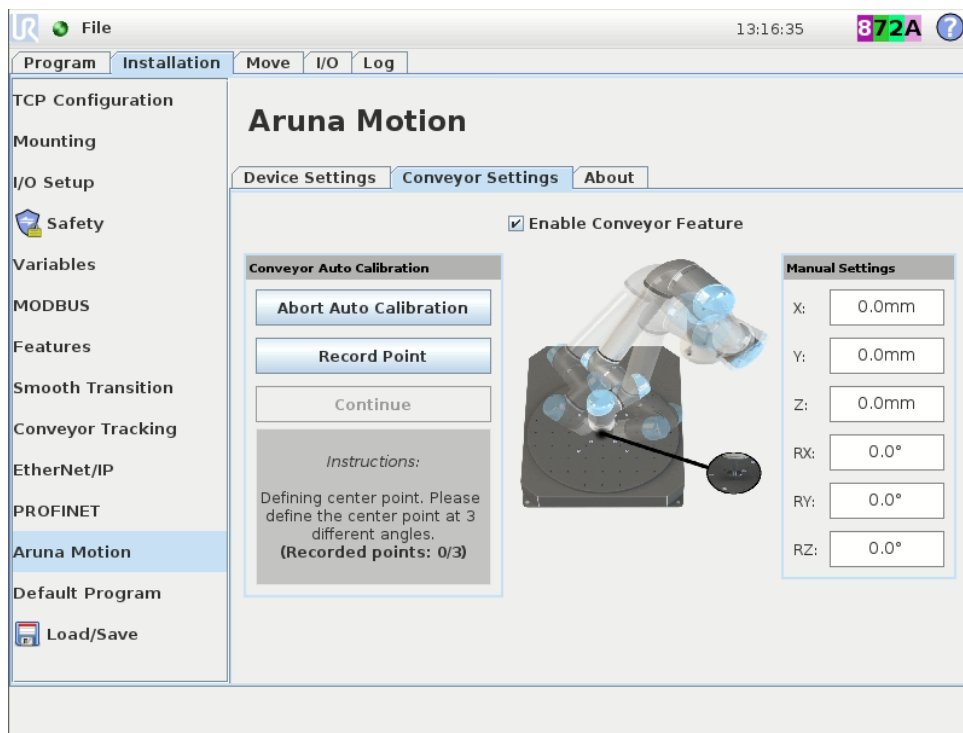 UR File 13:16:35 872A ?
Program Installation Move I/O Log
TCP Configuration
Mounting
I/O Setup
Safety
Variables
MODBUS
Features
Smooth Transition
Conveyor Tracking
EtherNet/IP
PROFINET
Aruna Motion
Default Program
Load/Save
Aruna Motion
Device Settings Conveyor Settings About
Enable Conveyor Feature
Conveyor Auto Calibration
Abort Auto Calibration
Record Point
Continue
Instructions:
Defining center point. Please
define the center point at 3
different angles.
(Recorded points: 0/3)
Manual Settings
X: 0.0mm
Y: 0.0mm
Z: 0.0mm
RX: 0.0°
RY: 0.0°
RZ: 0.0°